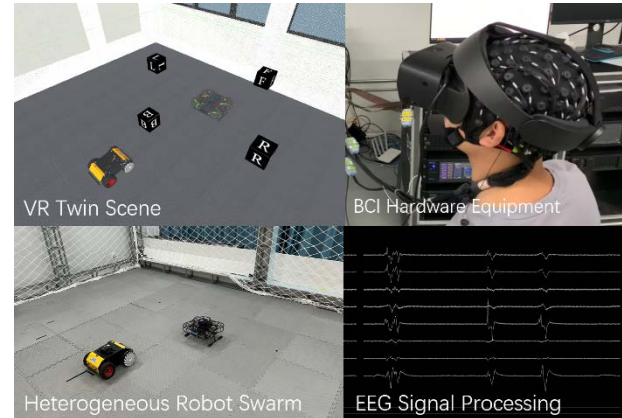 L
L
F
F
B
B
R
R
VR Twin Scene
BCI Hardware Equipment
Heterogeneous Robot Swarm
EEG Signal Processing